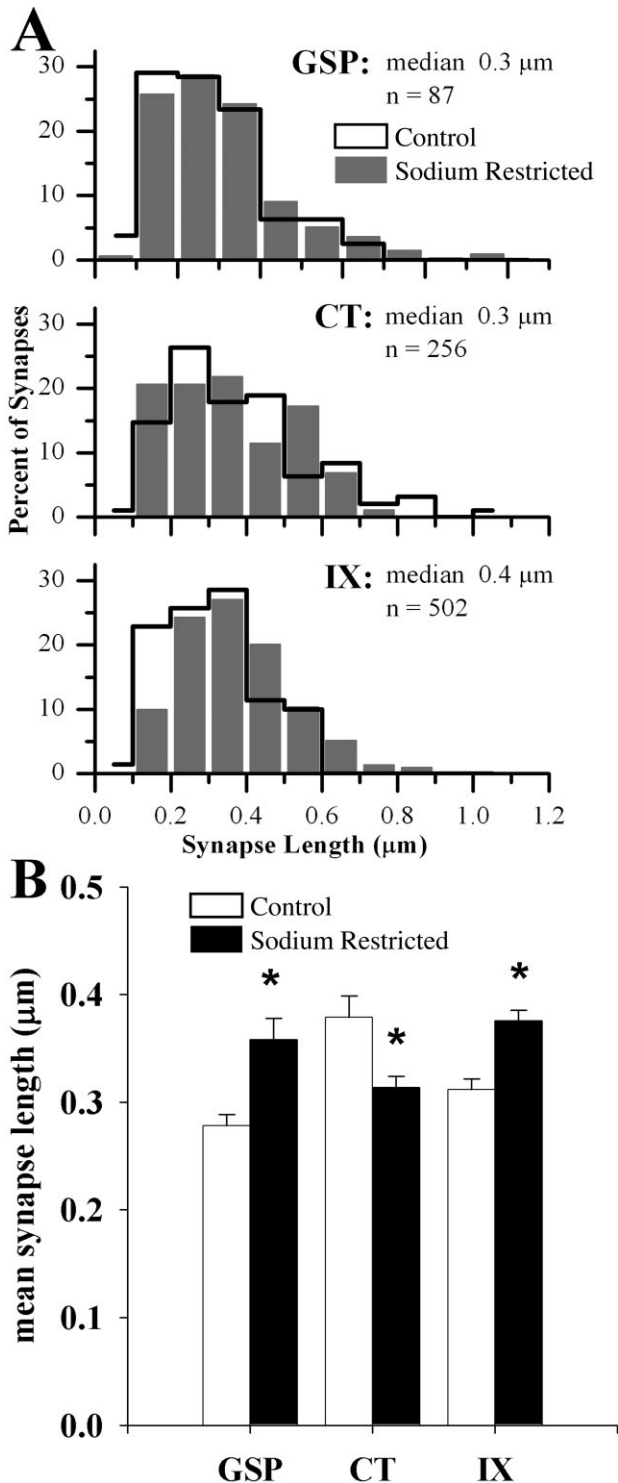 A
GSP: median 0.3 μm
n = 87
Control
Sodium Restricted
30
20
10
0
CT: median 0.3 μm
n = 256
30
20
10
0
Percent of Synapses
IX: median 0.4 μm
n = 502
30
20
10
0
0.0 0.2 0.4 0.6 0.8 1.0 1.2
Synapse Length (μm)
B
Control
Sodium Restricted
0.5
0.4
0.3
0.2
0.1
0.0
mean synapse length (μm)
* * *
GSP CT IX